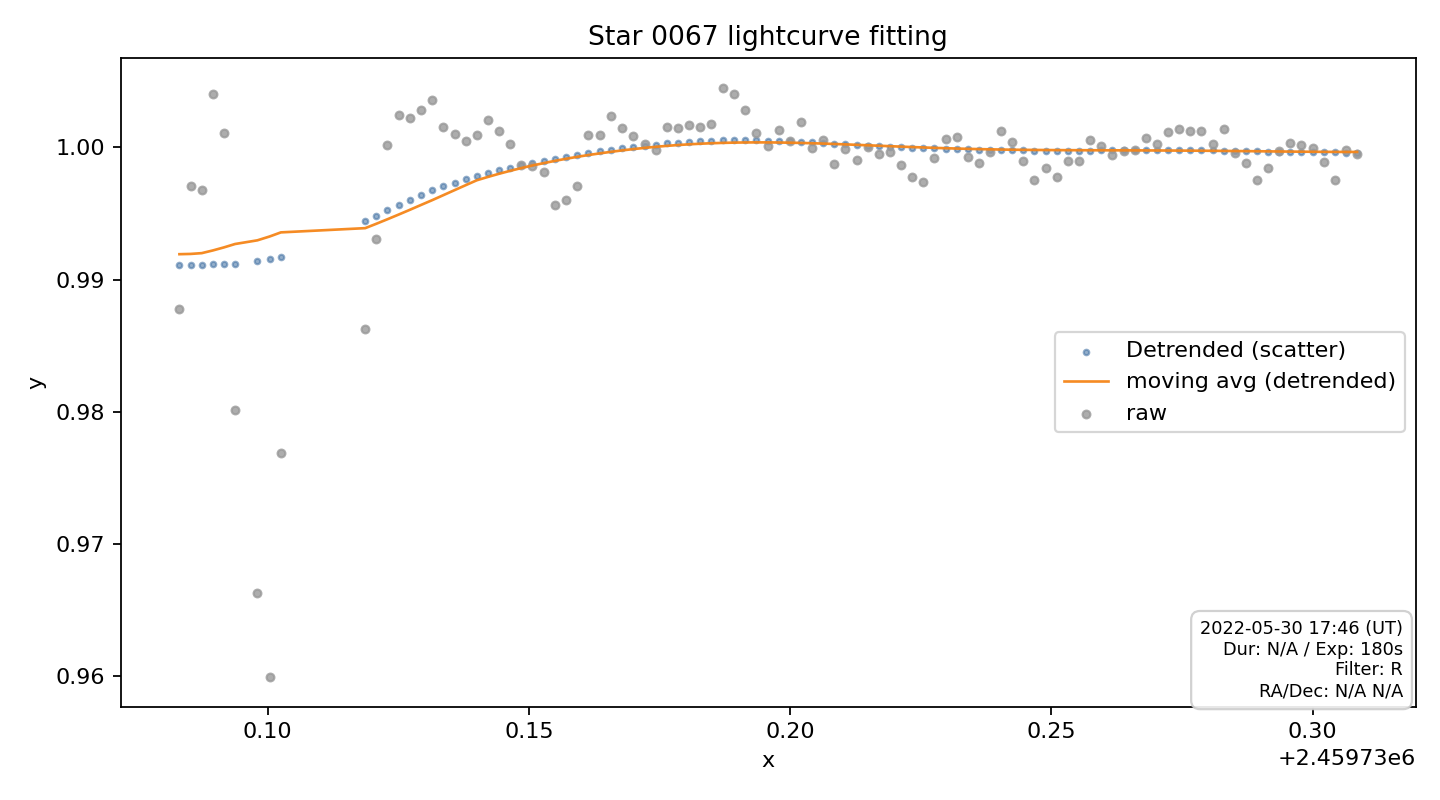 Star 0067 lightcurve fitting
y
1.00
0.99
0.98
0.97
0.96
Detrended (scatter)
moving avg (detrended)
raw
2022-05-30 17:46 (UT)
Dur: N/A / Exp: 180s
Filter: R
RA/Dec: N/A N/A
0.10 0.15 0.20 0.25 0.30
x
+2.45973e6